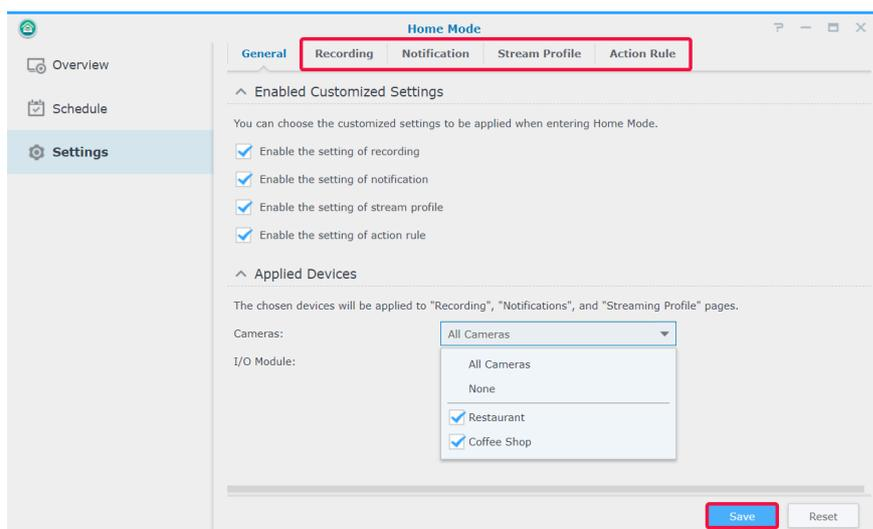 Home Mode
Overview
Schedule
Settings
General Recording Notification Stream Profile Action Rule
Enabled Customized Settings
You can choose the customized settings to be applied when entering Home Mode.
Enable the setting of recording
Enable the setting of notification
Enable the setting of stream profile
Enable the setting of action rule
Applied Devices
The chosen devices will be applied to "Recording", "Notifications", and "Streaming Profile" pages.
Cameras: All Cameras
I/O Module:
All Cameras
None
Restaurant
Coffee Shop
Save Reset